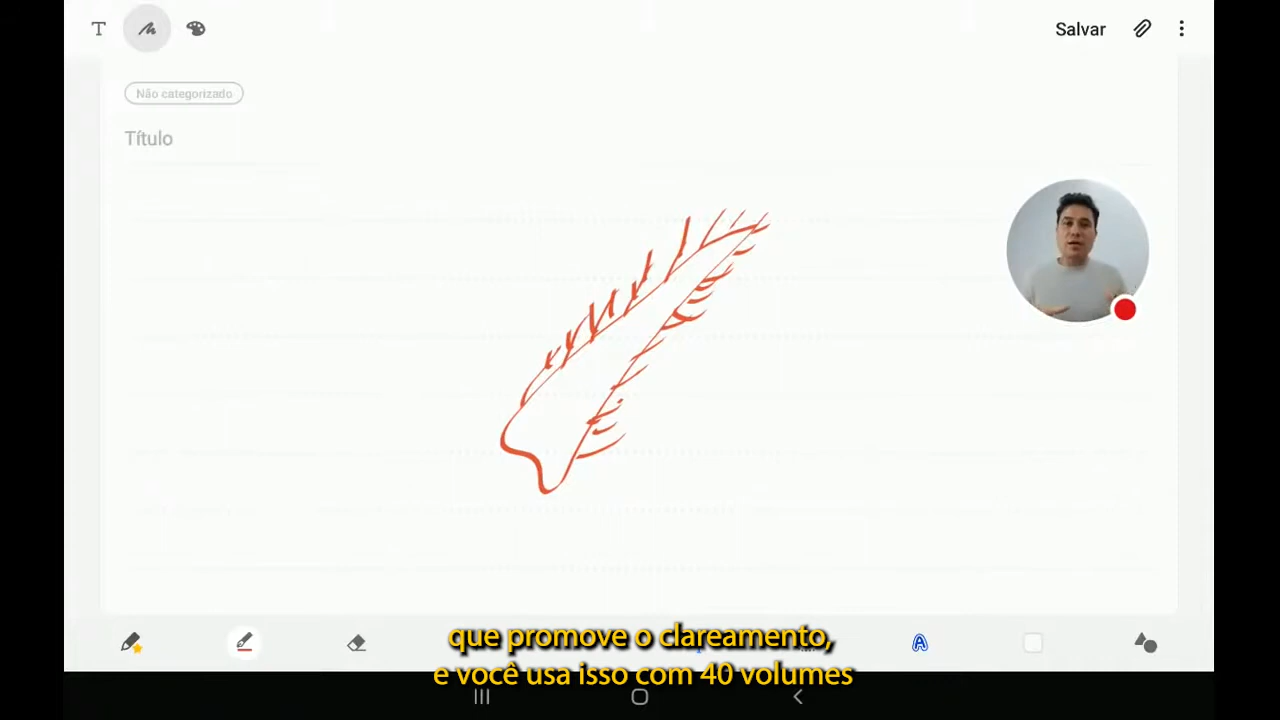 T
Salvar
Não categorizado
Título
A
que promove o clareamento,
e você usa isso com 40 volumes